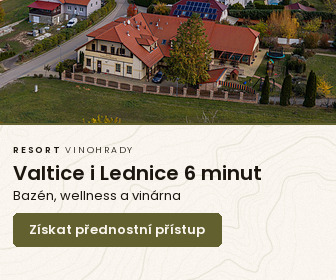 RESORT VINOHRADY
Valtice i Lednice 6 minut
Bazén, wellness a vinárna
Získat přednostní přístup